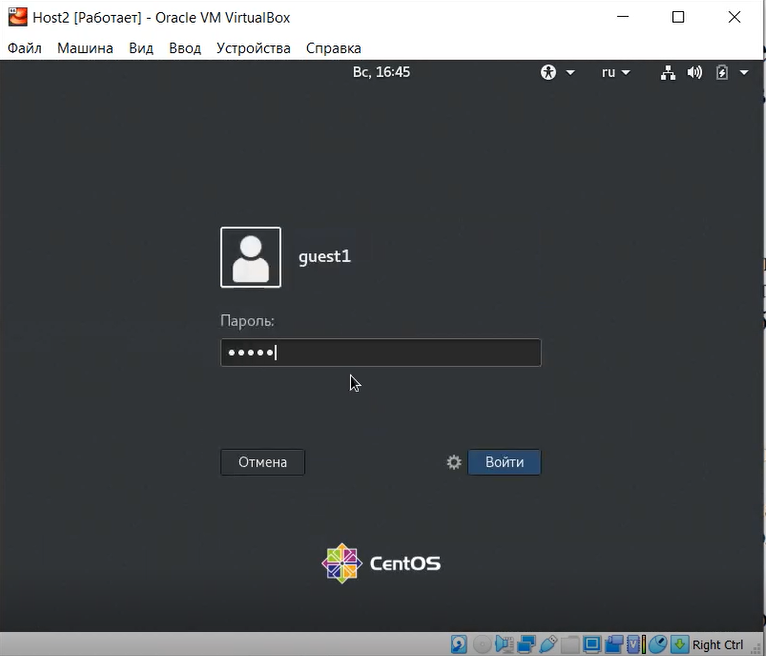 Host2 [Работает] - Oracle VM VirtualBox
Файл Машина Вид Ввод Устройства Справка
Вс, 16:45 ru
guest1
Пароль:
•••••
Отмена Войти
CentOS
Right Ctrl